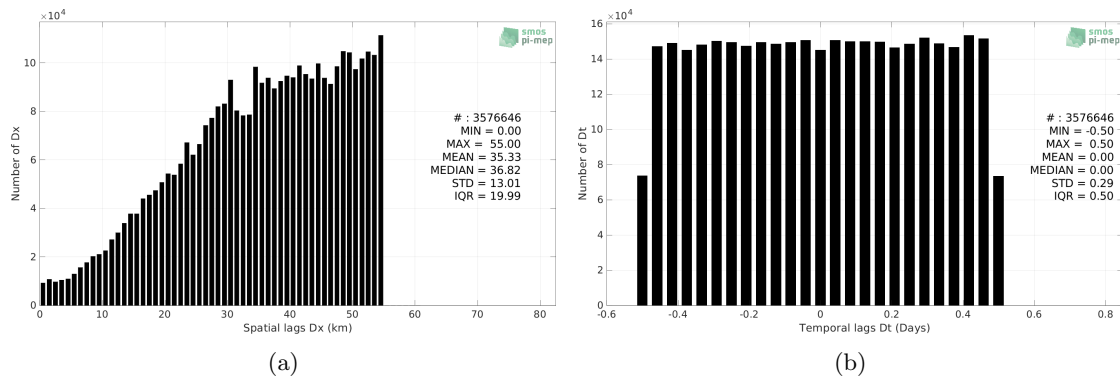 ×10⁴
10
8
6
4
2
0
Number of Dx
0 10 20 30 40 50 60 70 80
Spatial lags Dx (km)
smos
pi-mep
# : 3576646
MIN = 0.00
MAX = 55.00
MEAN = 35.33
MEDIAN = 36.82
STD = 13.01
IQR = 19.99
(a)
×10⁴
16
14
12
10
8
6
4
2
0
Number of Dt
-0.6 -0.4 -0.2 0 0.2 0.4 0.6 0.8
Temporal lags Dt (Days)
smos
pi-mep
# : 3576646
MIN = -0.50
MAX = 0.50
MEAN = 0.00
MEDIAN = 0.00
STD = 0.29
IQR = 0.50
(b)